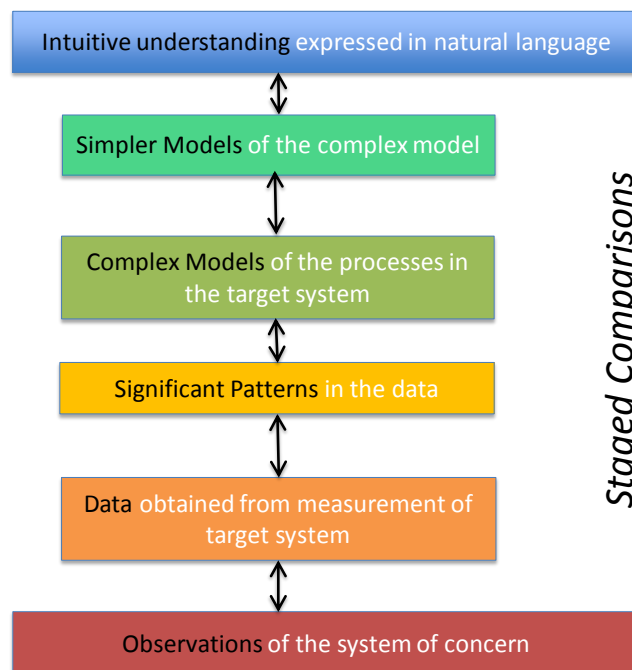 Intuitive understanding expressed in natural language
Simpler Models of the complex model
Complex Models of the processes in
the target system
Significant Patterns in the data
Data obtained from measurement of
target system
Observations of the system of concern
Staged Comparisons